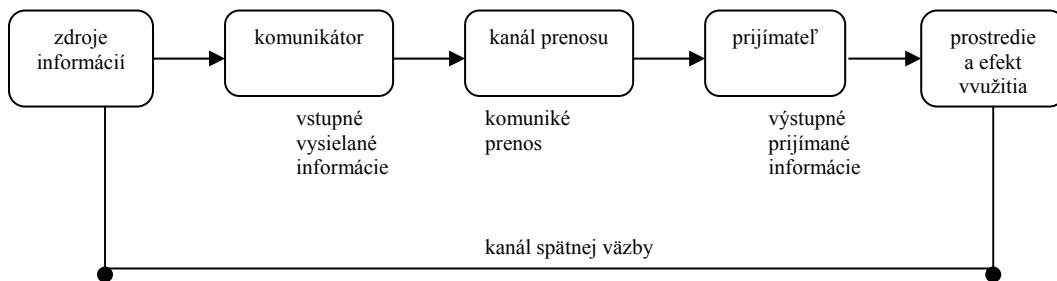 zdroje
informácií
komunikátor
kanál prenosu
prijímateľ
prostredie
a efekt
vvužitia
vstupné
vysielané
informácie
komuniké
prenos
výstupné
prijímané
informácie
kanál spätnej väzby